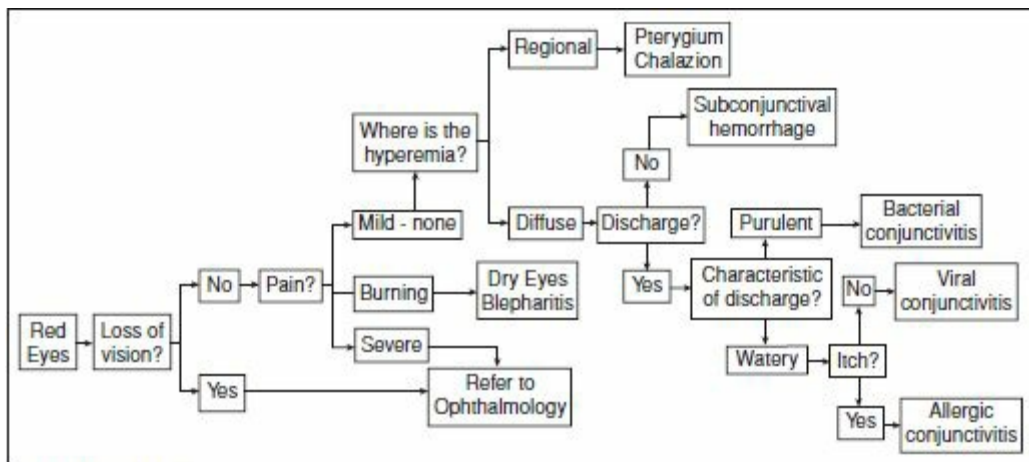 Red
Eyes
Loss of
vision?
No
Yes
Pain?
Mild - none
Burning
Severe
Dry Eyes
Blepharitis
Refer to
Ophthalmology
Where is the
hyperemia?
Regional
Pterygium
Chalazion
Diffuse
Discharge?
No
Subconjunctival
hemorrhage
Yes
Characteristic
of discharge?
Purulent
Bacterial
conjunctivitis
Watery
Itch?
No
Viral
conjunctivitis
Yes
Allergic
conjunctivitis